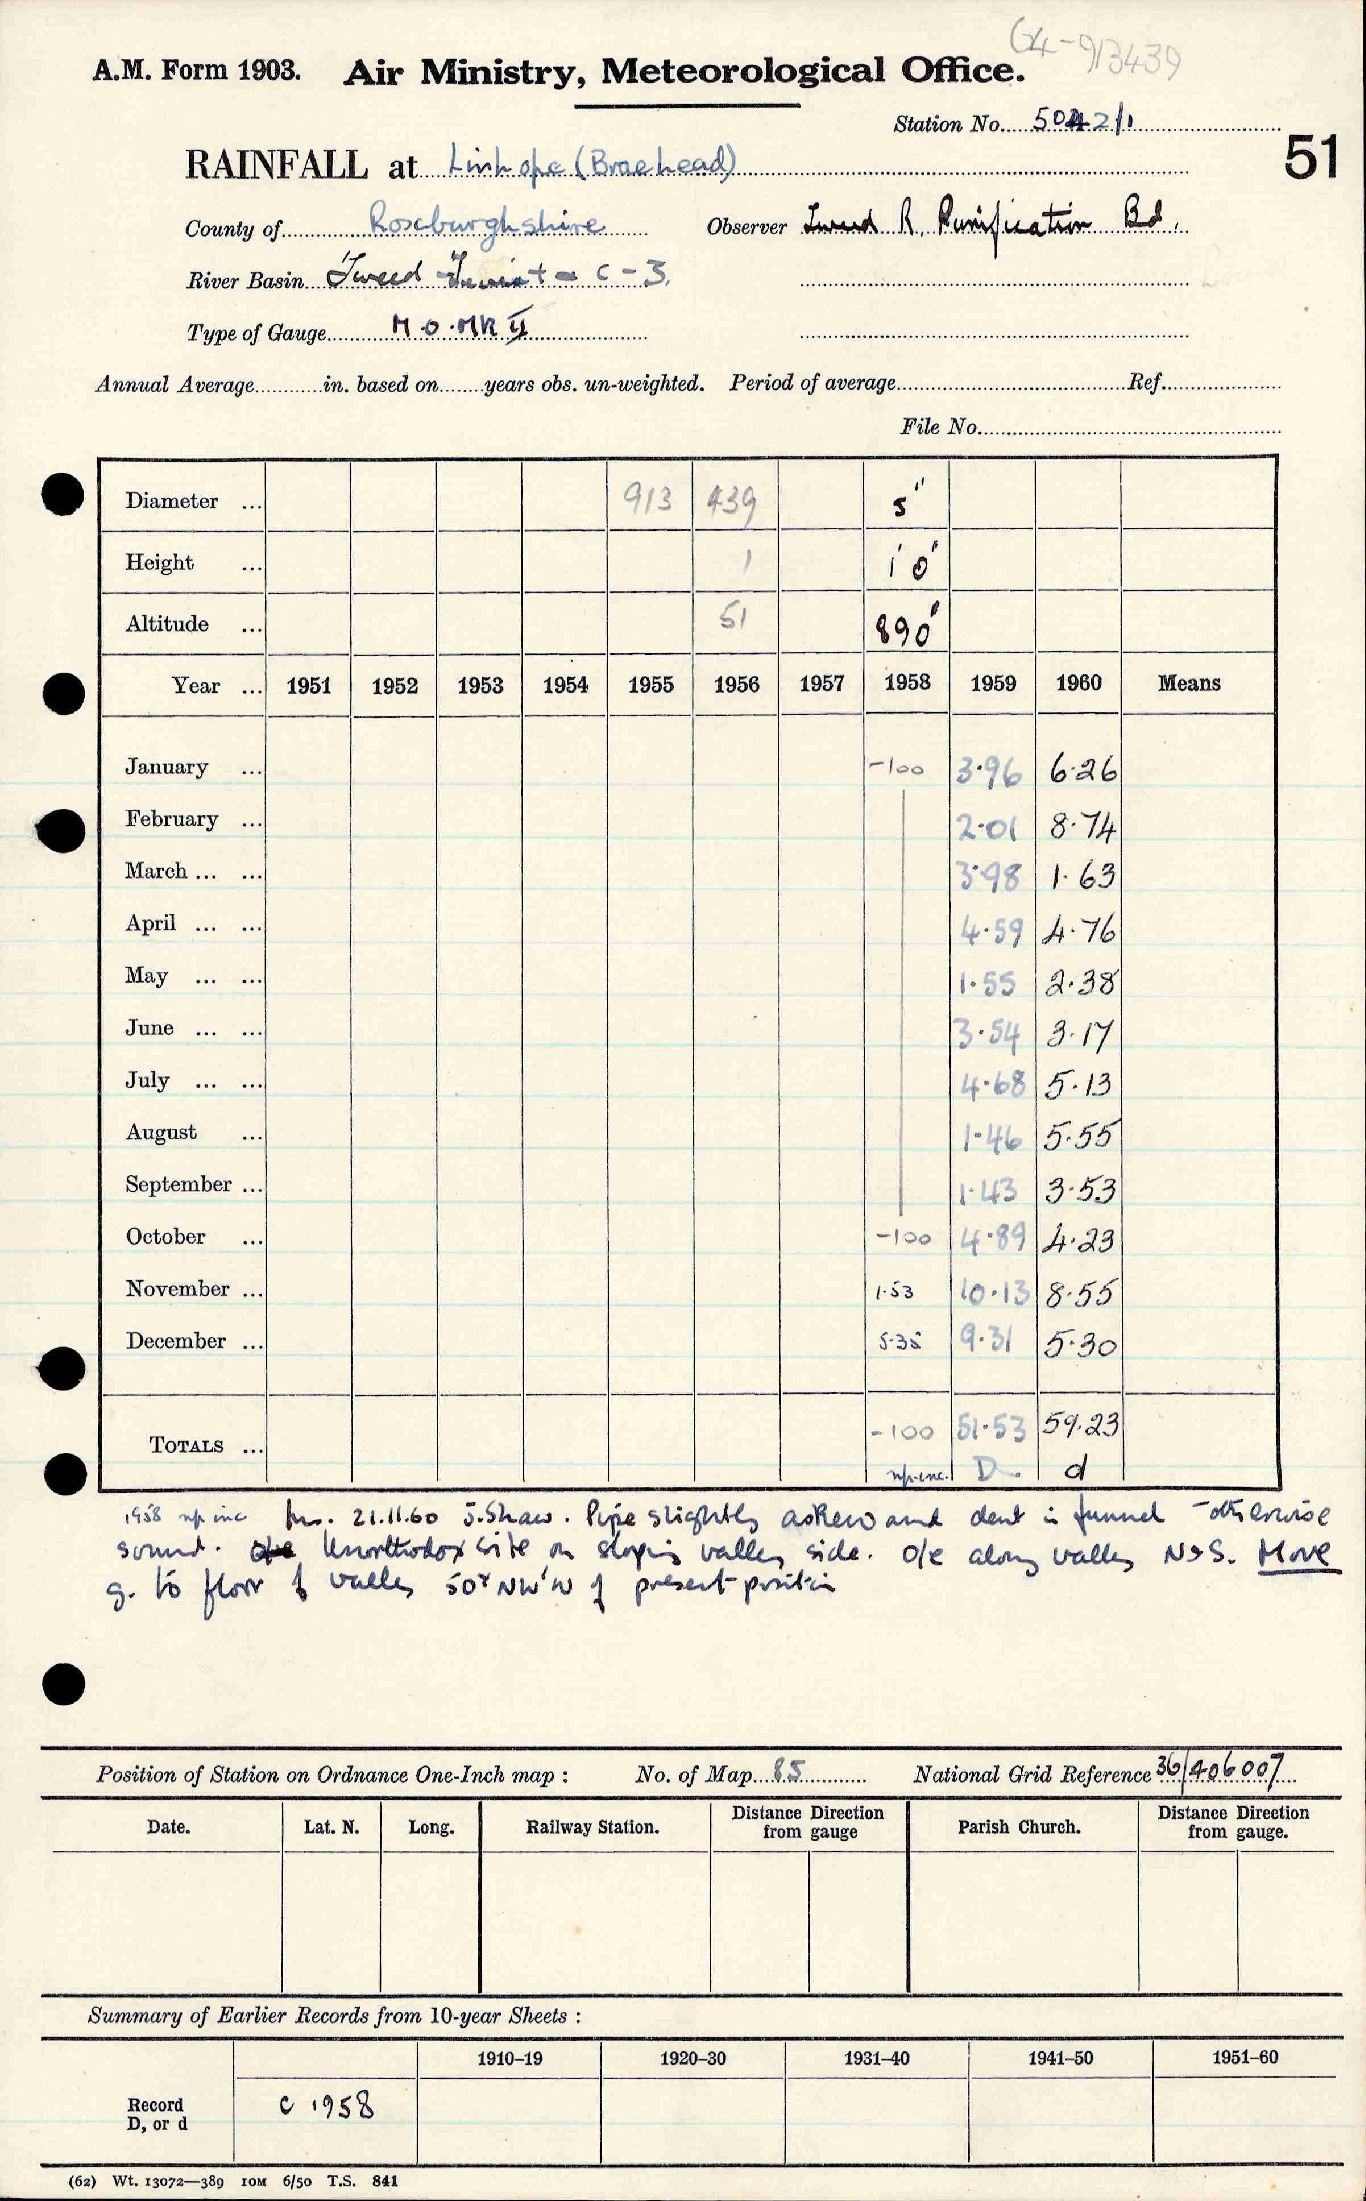 64-913439
A.M. Form 1903. Air Ministry, Meteorological Office.
Station No. 5042/1
51
RAINFALL at Linhope (Braehead)
County of Roxburghshire Observer Tweed R. Purification Bd.
River Basin Tweed - Teviot - C - 3.
Type of Gauge M.O. MK II
Annual Average in. based on years obs. un-weighted. Period of average Ref.
File No.
Diameter ... 913 439 5"
Height ... 1 1' 0"
Altitude ... 51 890'
Year ... 1951 1952 1953 1954 1955 1956 1957 1958 1959 1960 Means
January ... -100 3.96 6.26
February ... 2.01 8.74
March ... ... 3.98 1.63
April ... ... 4.59 4.76
May ... ... 1.55 2.38
June ... ... 3.54 3.17
July ... ... 4.68 5.13
August ... 1.46 5.55
September ... 1.43 3.53
October ... -100 4.89 4.23
November ... 1.53 10.13 8.55
December ... 5.35 9.31 5.30
TOTALS ... -100 51.53 59.23
np.inc. D d
1958 np inc Ins. 21.11.60 J. Shaw. Pipe slightly askew and dent in funnel - otherwise
sound. Unorthodox site on sloping valley side. O/e along valley N & S. Move
g. to floor of valley 50y NW'W of present position
Position of Station on Ordnance One-Inch map : No. of Map 85 National Grid Reference 36/406007
Date. Lat. N. Long. Railway Station. Distance Direction from gauge Parish Church. Distance Direction from gauge.
Summary of Earlier Records from 10-year Sheets :
1910–19 1920–30 1931–40 1941–50 1951–60
Record
D, or d
C 1958
(62) Wt. 13072—389 10M 6/50 T.S. 841